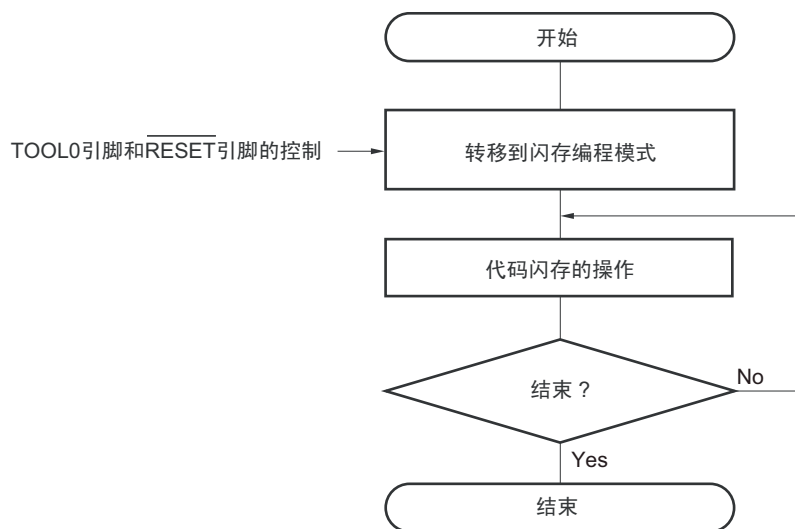 开始
TOOL0引脚和RESET引脚的控制
转移到闪存编程模式
代码闪存的操作
结束？
No
Yes
结束